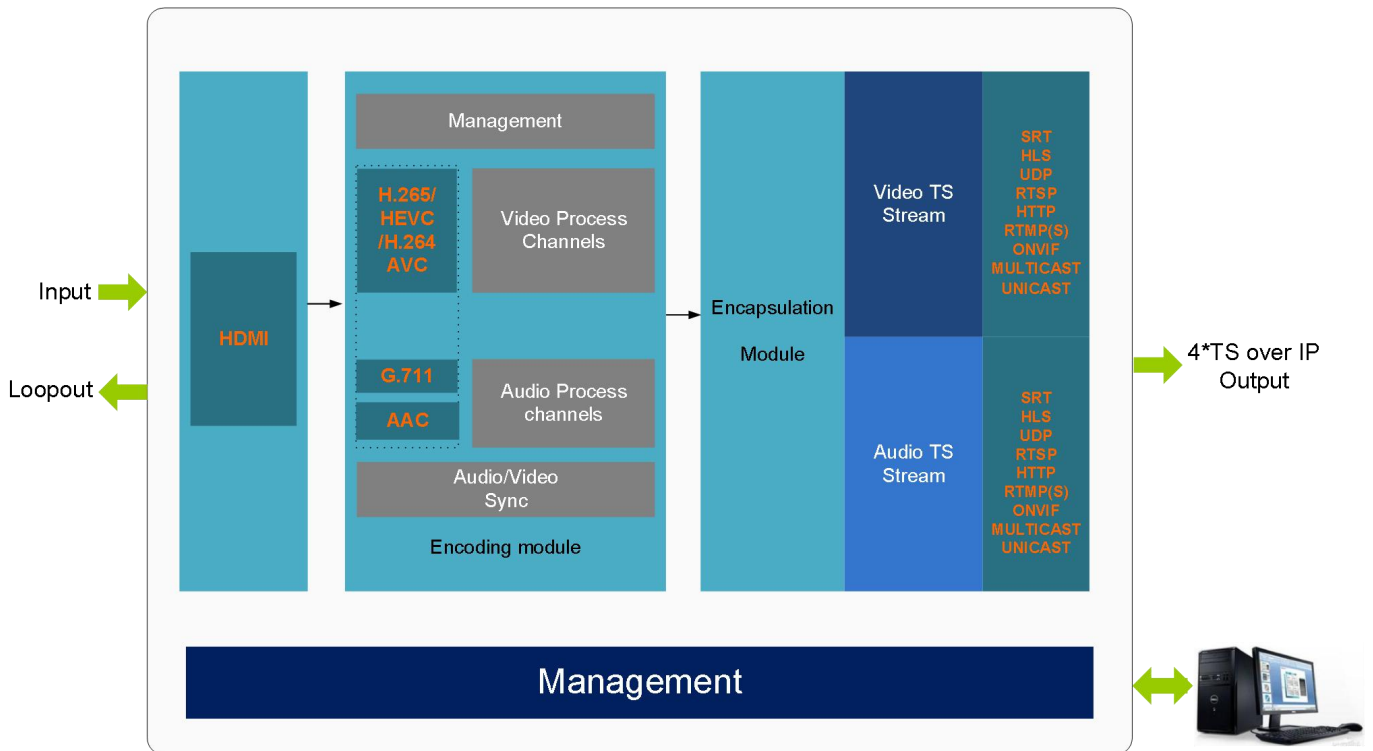 Input
Loopout
HDMI
Management
H.265/
HEVC
/H.264
AVC
Video Process
Channels
G.711
AAC
Audio Process
channels
Audio/Video
Sync
Encoding module
Encapsulation
Module
Video TS
Stream
SRT
HLS
UDP
RTSP
HTTP
RTMP(S)
ONVIF
MULTICAST
UNICAST
Audio TS
Stream
SRT
HLS
UDP
RTSP
HTTP
RTMP(S)
ONVIF
MULTICAST
UNICAST
4*TS over IP
Output
Management